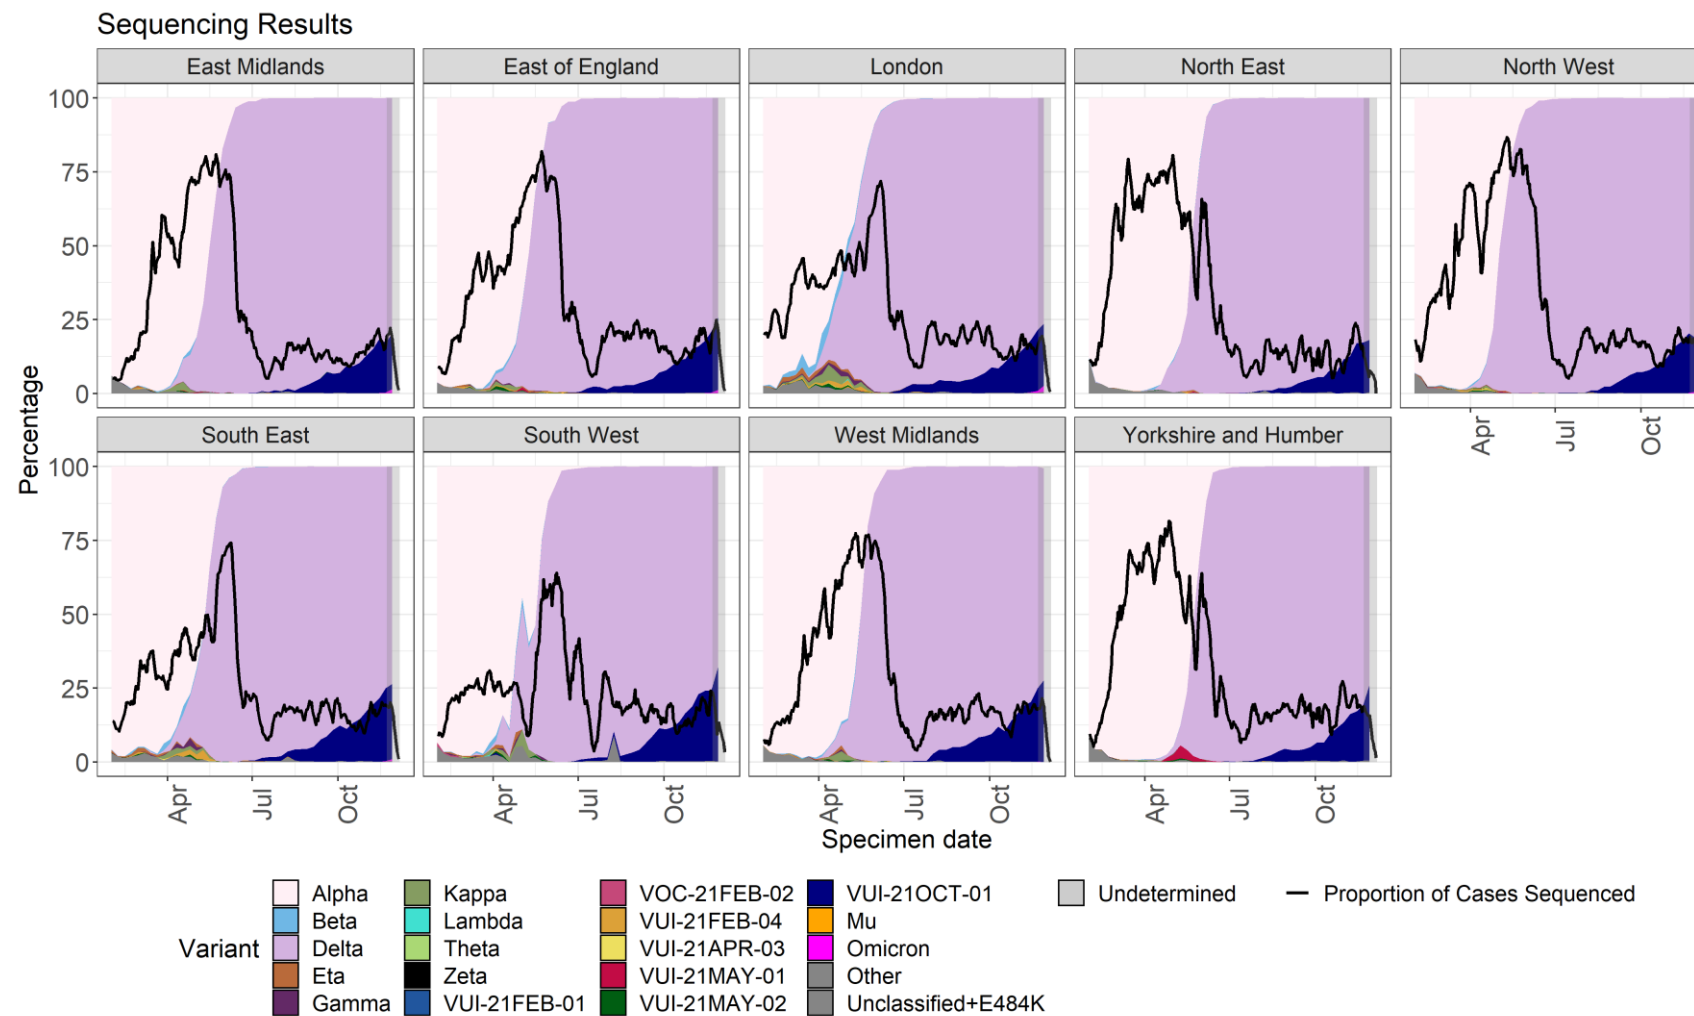 Sequencing Results
East Midlands East of England London North East North West
100
75
50
25
0
Apr Jul Oct
South East South West West Midlands Yorkshire and Humber
100
75
50
25
0
Percentage
Apr Jul Oct Apr Jul Oct Apr Jul Oct Apr Jul Oct
Specimen date
Variant
Alpha Kappa VOC-21FEB-02 VUI-21OCT-01 Undetermined Proportion of Cases Sequenced
Beta Lambda VUI-21FEB-04 Mu
Delta Theta VUI-21APR-03 Omicron
Eta Zeta VUI-21MAY-01 Other
Gamma VUI-21FEB-01 VUI-21MAY-02 Unclassified+E484K